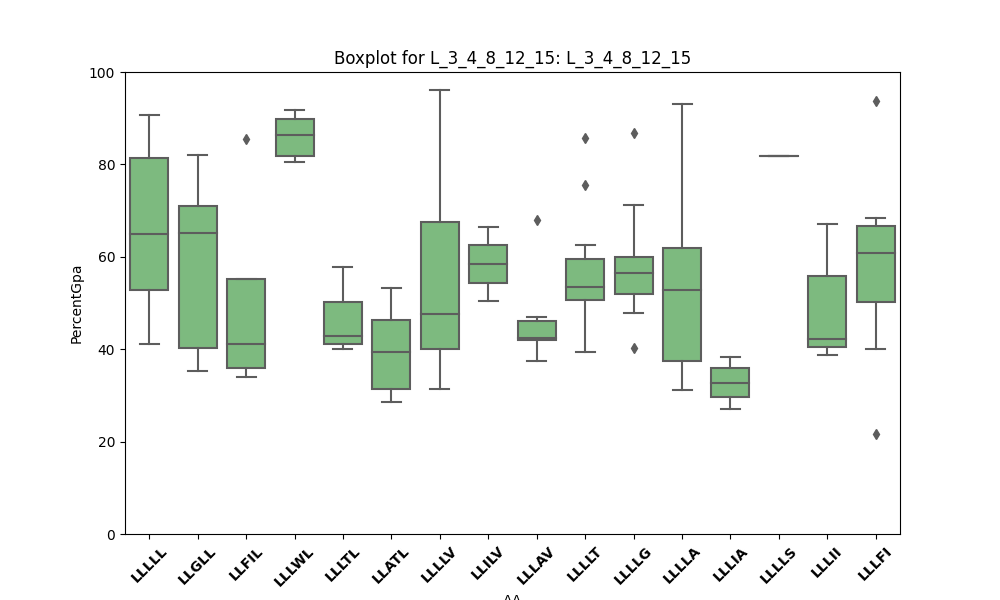 Boxplot for L_3_4_8_12_15: L_3_4_8_12_15
100
80
60
40
20
0
PercentGpa
LLLLL LLGLL LLFIL LLLWL LLLTL LLATL LLLLV LLILV LLLAV LLLLT LLLLG LLLLA LLLIA LLLLS LLLII LLLFI
AA